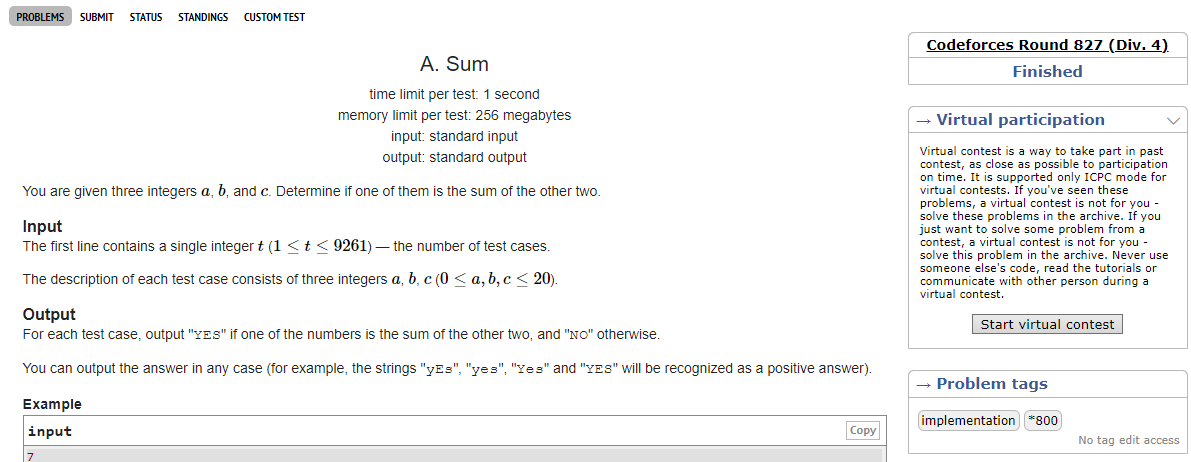 PROBLEMS SUBMIT STATUS STANDINGS CUSTOM TEST
A. Sum
time limit per test: 1 second
memory limit per test: 256 megabytes
input: standard input
output: standard output
You are given three integers a, b, and c. Determine if one of them is the sum of the other two.
Input
The first line contains a single integer t (1 ≤ t ≤ 9261) — the number of test cases.
The description of each test case consists of three integers a, b, c (0 ≤ a, b, c ≤ 20).
Output
For each test case, output "YES" if one of the numbers is the sum of the other two, and "NO" otherwise.
You can output the answer in any case (for example, the strings "yEs", "yes", "Yes" and "YES" will be recognized as a positive answer).
Example
input Copy
7
Codeforces Round 827 (Div. 4)
Finished
→ Virtual participation
Virtual contest is a way to take part in past
contest, as close as possible to participation
on time. It is supported only ICPC mode for
virtual contests. If you've seen these
problems, a virtual contest is not for you -
solve these problems in the archive. If you
just want to solve some problem from a
contest, a virtual contest is not for you -
solve this problem in the archive. Never use
someone else's code, read the tutorials or
communicate with other person during a
virtual contest.
Start virtual contest
→ Problem tags
implementation *800
No tag edit access